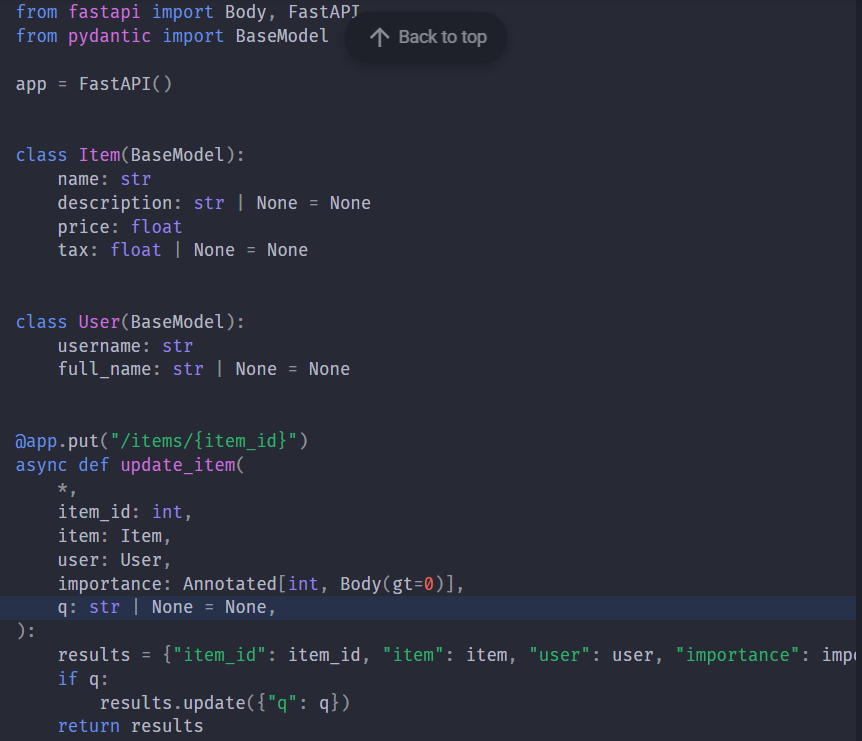 from fastapi import Body, FastAPI
from pydantic import BaseModel
Back to top
app = FastAPI()
class Item(BaseModel):
    name: str
    description: str | None = None
    price: float
    tax: float | None = None
class User(BaseModel):
    username: str
    full_name: str | None = None
@app.put("/items/{item_id}")
async def update_item(
    *,
    item_id: int,
    item: Item,
    user: User,
    importance: Annotated[int, Body(gt=0)],
    q: str | None = None,
):
    results = {"item_id": item_id, "item": item, "user": user, "importance":
    if q:
        results.update({"q": q})
    return results